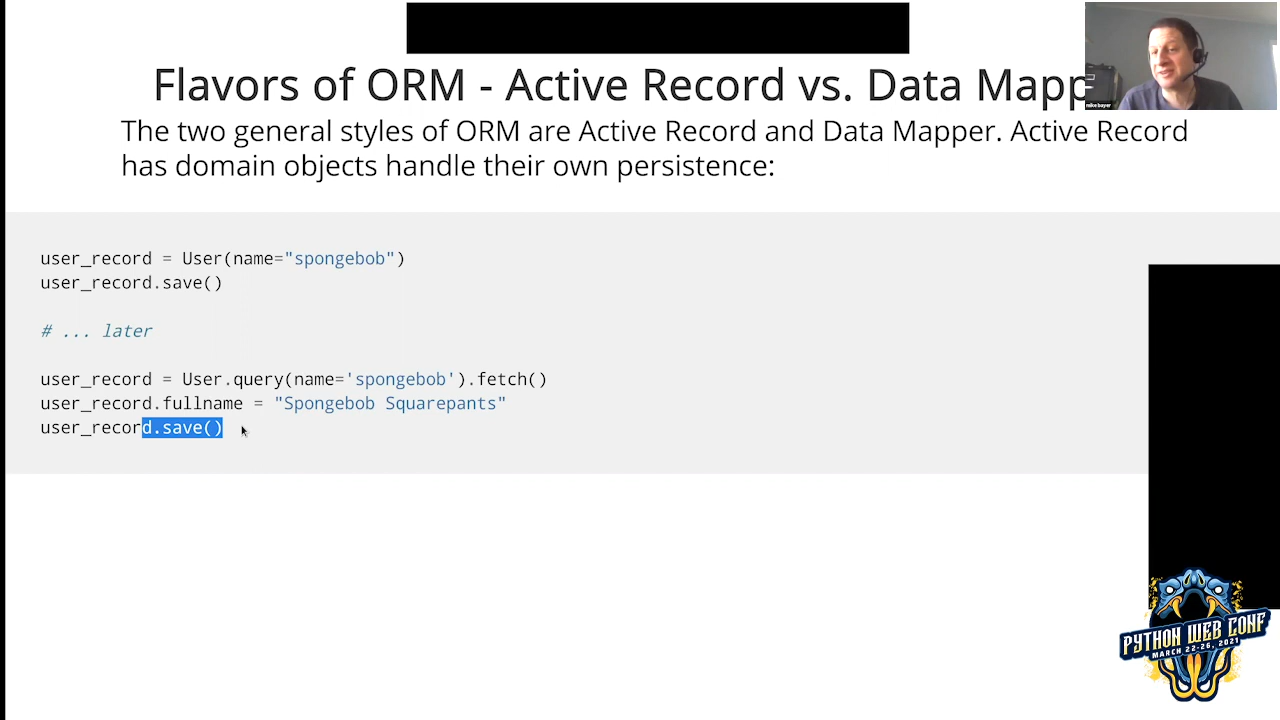 Flavors of ORM - Active Record vs. Data Mapp
mike bayer
The two general styles of ORM are Active Record and Data Mapper. Active Record
has domain objects handle their own persistence:
user_record = User(name="spongebob")
user_record.save()
# ... later
user_record = User.query(name='spongebob').fetch()
user_record.fullname = "Spongebob Squarepants"
user_record.save()
PYTHON WEB CONF
MARCH 22-26, 2021